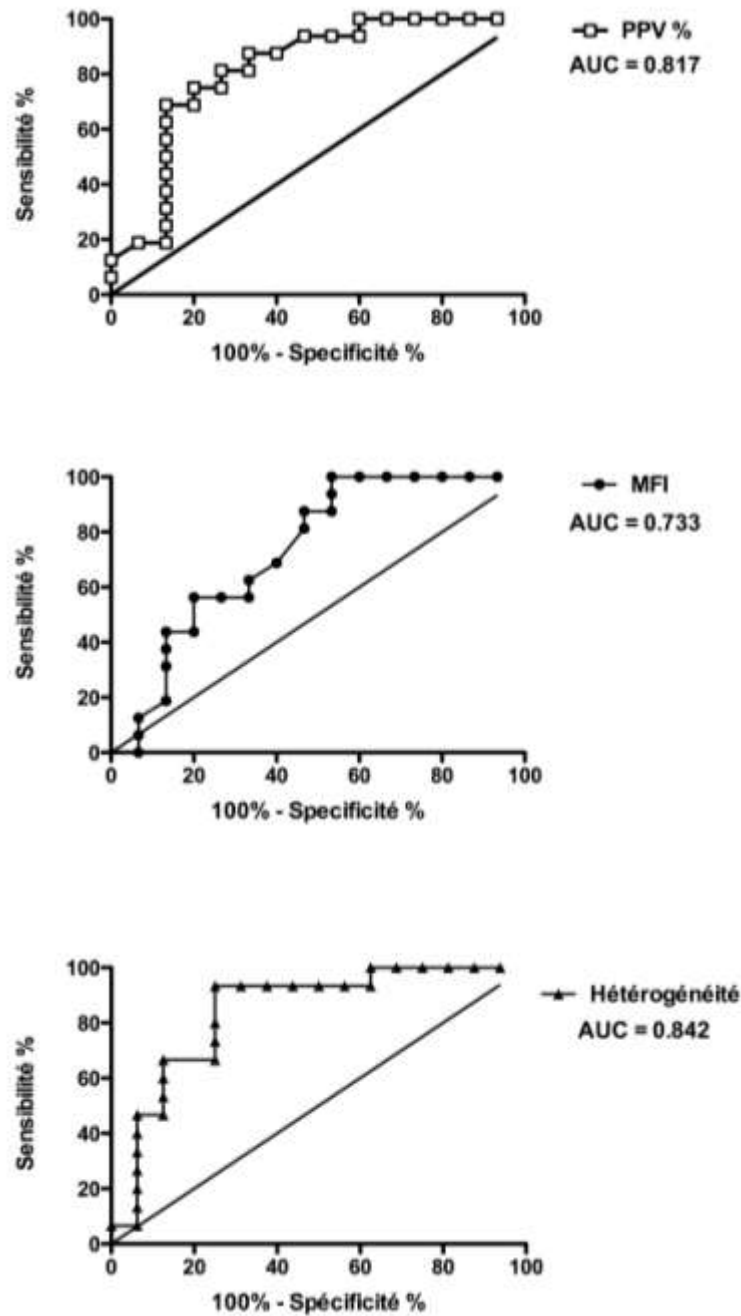 100
PPV %
AUC = 0.817
80
60
40
20
0
Sensibilité %
0 20 40 60 80 100
100% - Specificité %
100
MFI
AUC = 0.733
80
60
40
20
0
Sensibilité %
0 20 40 60 80 100
100% - Specificité %
100
Hétérogénéité
AUC = 0.842
80
60
40
20
0
Sensibilité %
0 20 40 60 80 100
100% - Spécificité %